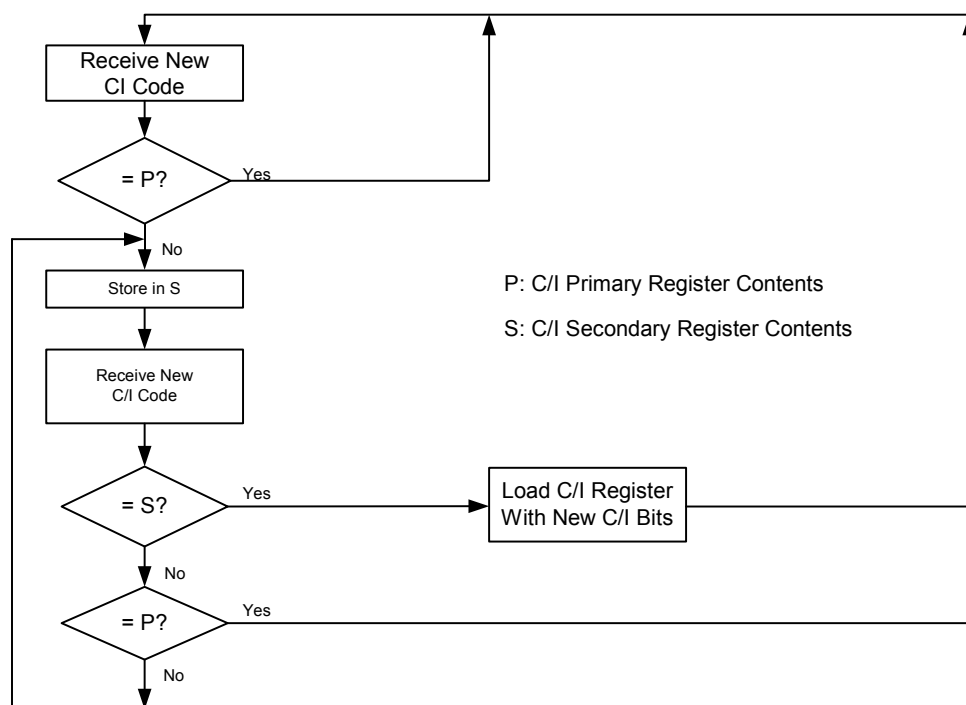 Receive New
CI Code
= P?
Yes
No
Store in S
P: C/I Primary Register Contents
S: C/I Secondary Register Contents
Receive New
C/I Code
= S?
Yes
Load C/I Register
With New C/I Bits
No
= P?
Yes
No